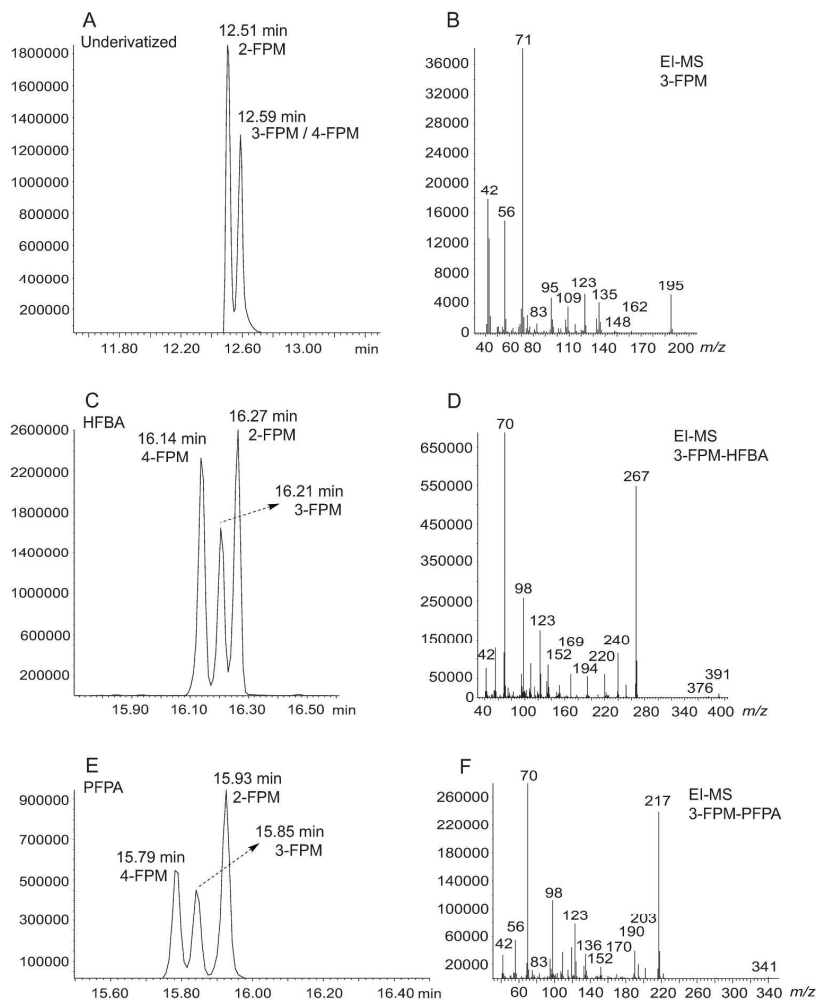 A
Underivatized
12.51 min
2-FPM
12.59 min
3-FPM / 4-FPM
1800000
1600000
1400000
1200000
1000000
800000
600000
400000
200000
11.80 12.20 12.60 13.00 min
B
EI-MS
3-FPM
71
42
56
95
109
83
123
135
148
162
195
36000
32000
28000
24000
20000
16000
12000
8000
4000
0
40 60 80 110 140 170 200 m/z
C
HFBA
16.14 min
4-FPM
16.27 min
2-FPM
16.21 min
3-FPM
2600000
2200000
1800000
1400000
1000000
600000
200000
15.90 16.10 16.30 16.50 min
D
EI-MS
3-FPM-HFBA
70
267
98
123
42
152
169
194
220
240
376
391
650000
550000
450000
350000
250000
150000
50000
0
40 100 160 220 280 340 400 m/z
E
PFPA
15.93 min
2-FPM
15.85 min
3-FPM
15.79 min
4-FPM
900000
700000
500000
300000
100000
15.60 15.80 16.00 16.20 16.40 min
F
EI-MS
3-FPM-PFPA
70
217
98
123
42
56
83
136
152
170
190
203
341
260000
220000
180000
140000
100000
60000
20000
60 100 140 180 220 260 300 340 m/z